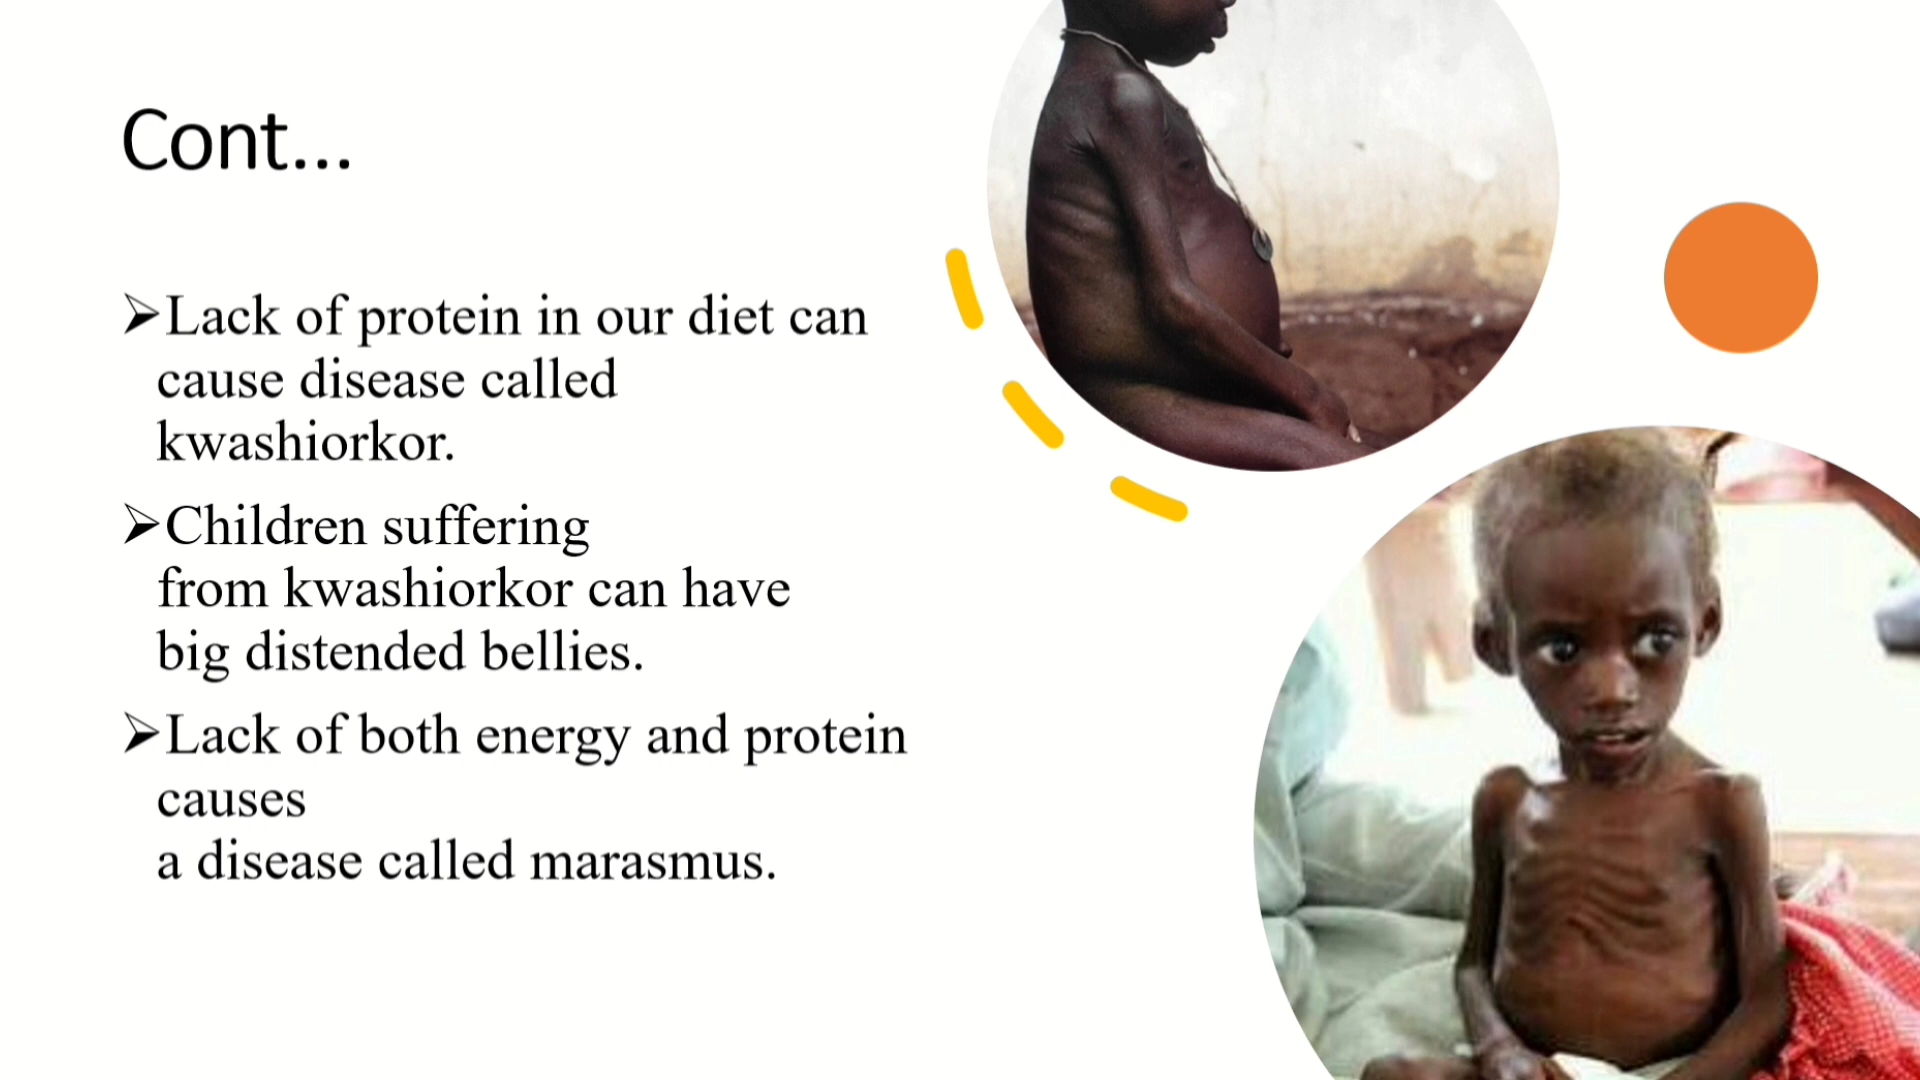 Cont...
➢Lack of protein in our diet can
cause disease called
kwashiorkor.
➢Children suffering
from kwashiorkor can have
big distended bellies.
➢Lack of both energy and protein
causes
a disease called marasmus.